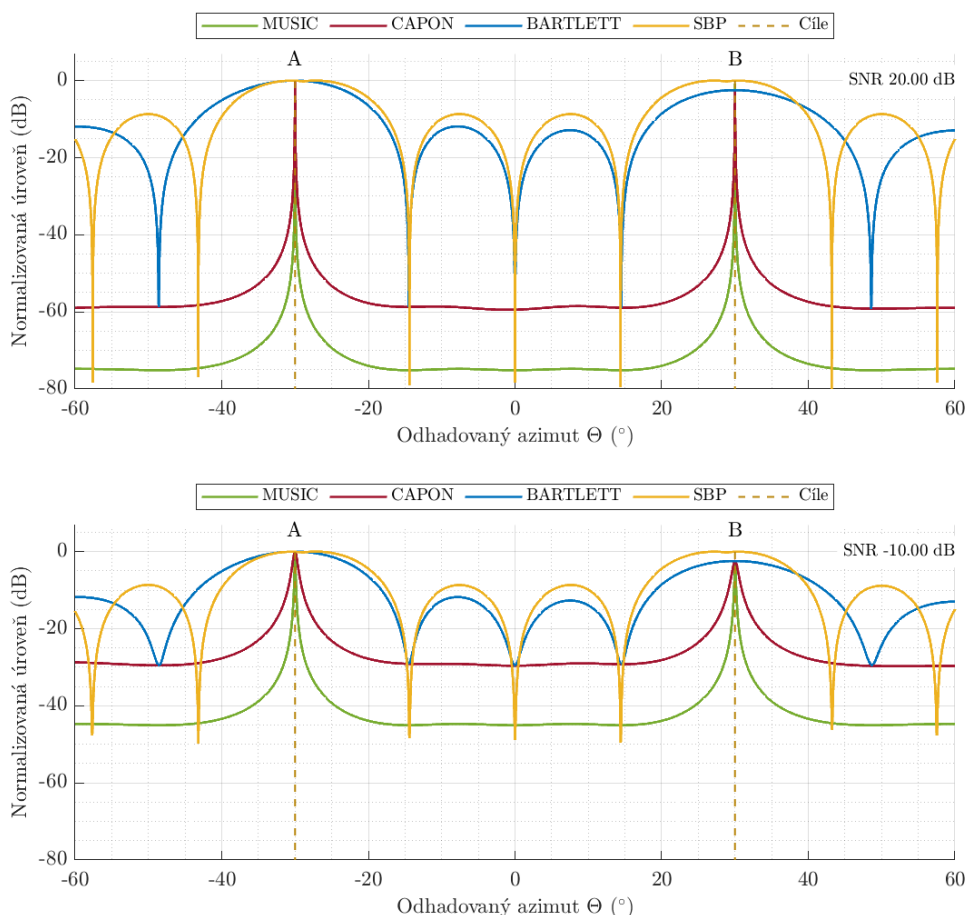 MUSIC CAPON BARTLETT SBP Cíle
A B
SNR 20.00 dB
0
-20
-40
-60
-80
Normalizovaná úroveň (dB)
-60 -40 -20 0 20 40 60
Odhadovaný azimut Θ (°)
MUSIC CAPON BARTLETT SBP Cíle
A B
SNR -10.00 dB
0
-20
-40
-60
-80
Normalizovaná úroveň (dB)
-60 -40 -20 0 20 40 60
Odhadovaný azimut Θ (°)